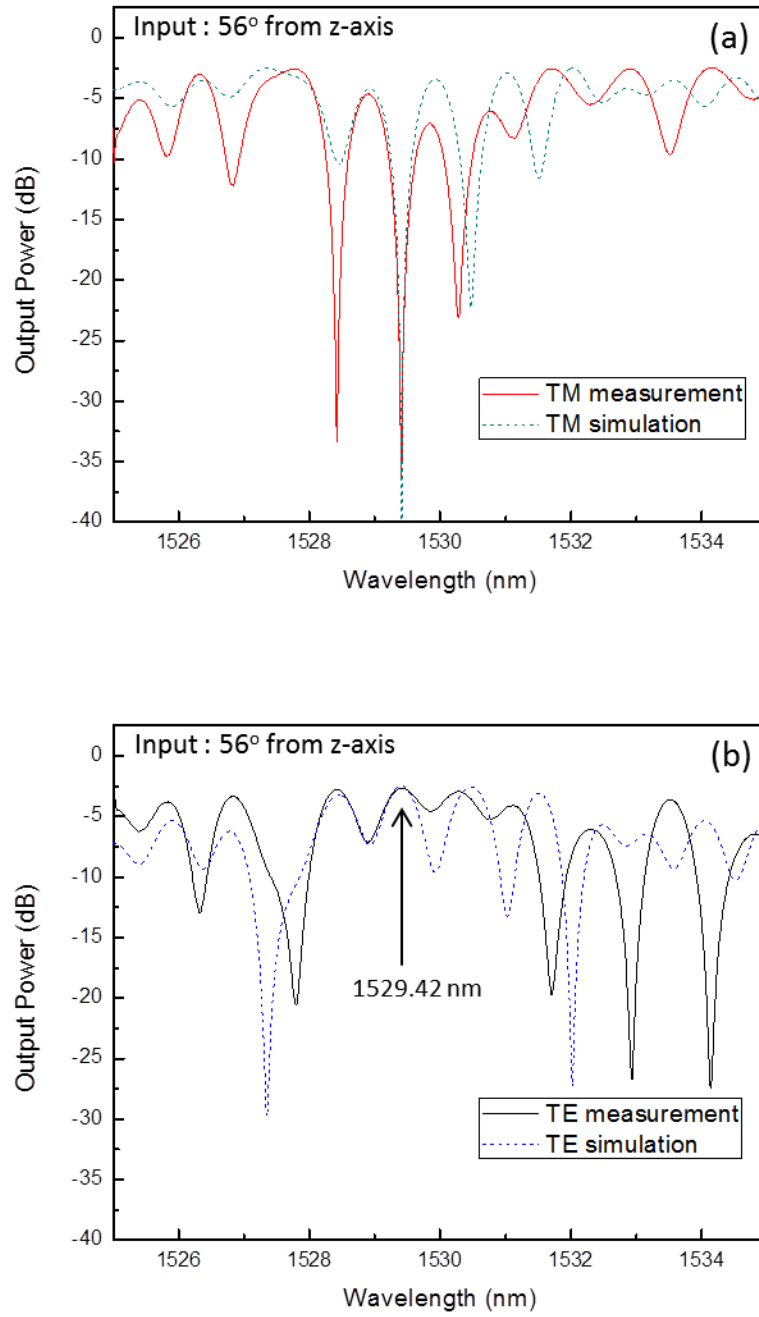 Input : 56° from z-axis
(a)
0
-5
-10
-15
-20
-25
-30
-35
-40
Output Power (dB)
TM measurement
TM simulation
1526
1528
1530
1532
1534
Wavelength (nm)
Input : 56° from z-axis
(b)
0
-5
-10
-15
-20
-25
-30
-35
-40
Output Power (dB)
1529.42 nm
TE measurement
TE simulation
1526
1528
1530
1532
1534
Wavelength (nm)